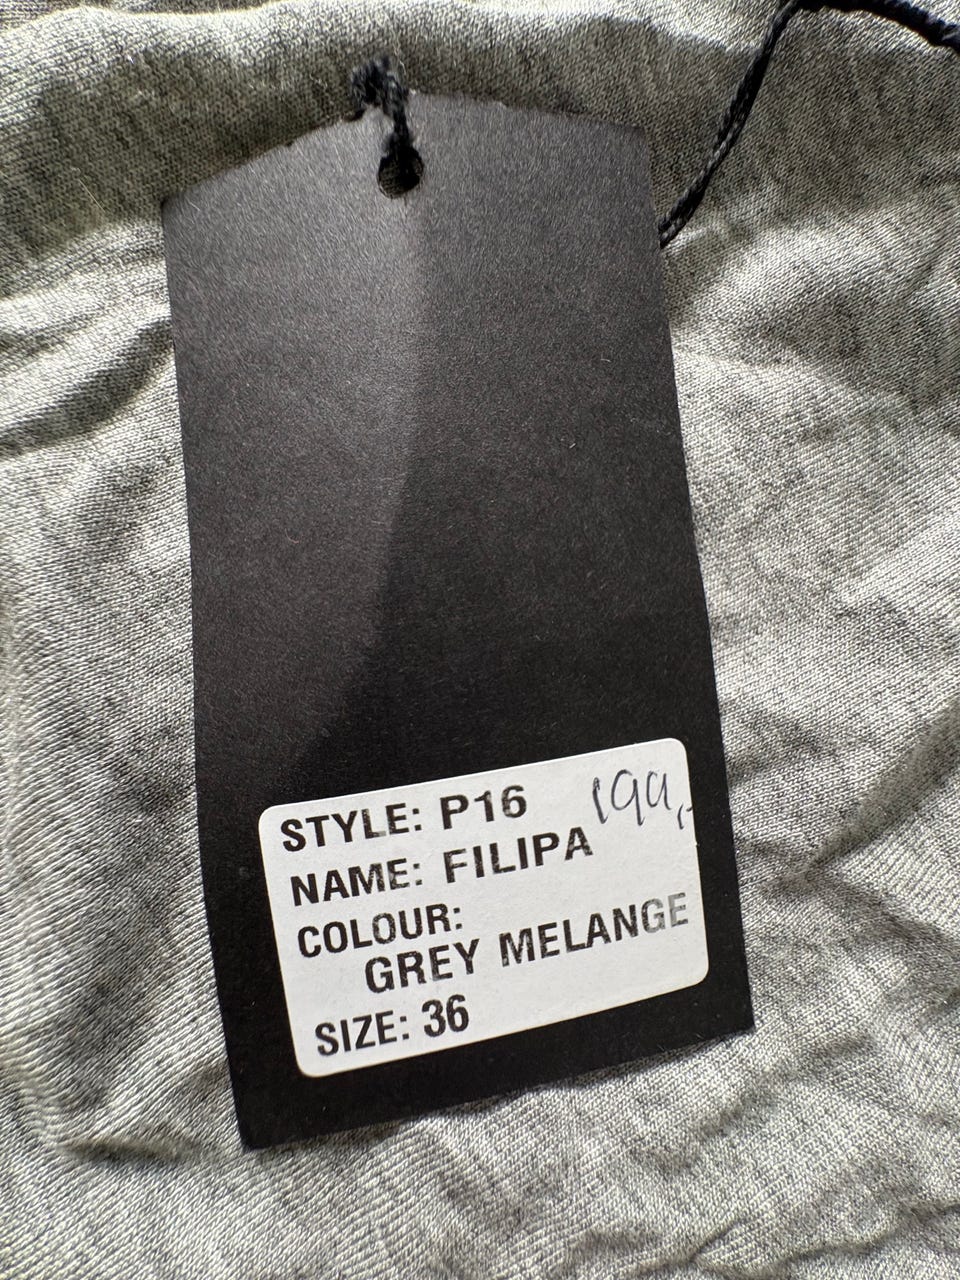 STYLE: P16 199,-
NAME: FILIPA
COLOUR:
GREY MELANGE
SIZE: 36